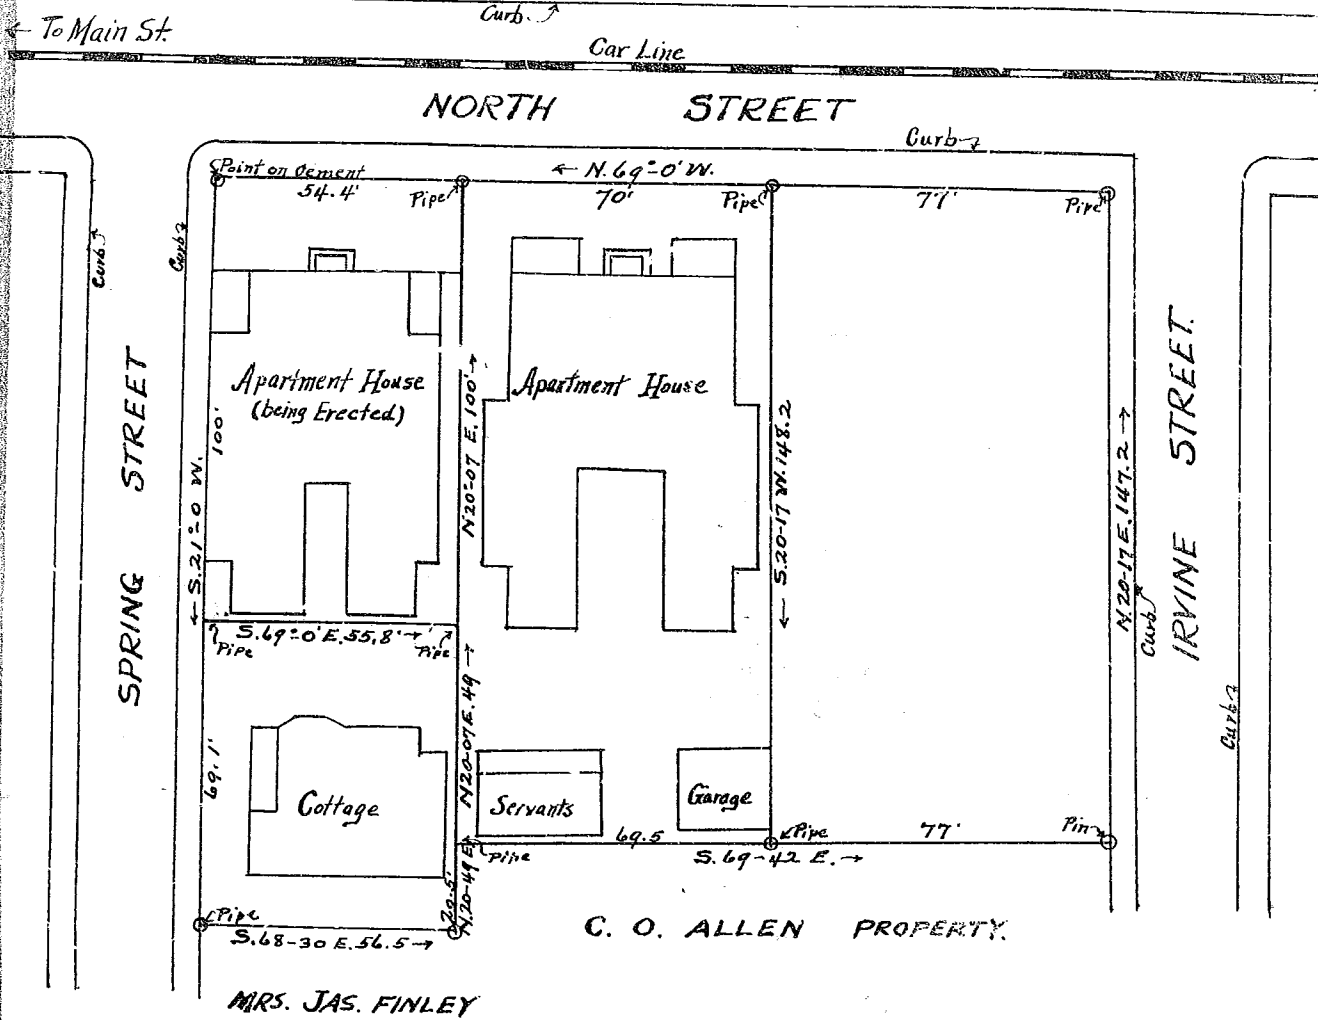 Curb.
← To Main St.
Car Line
NORTH STREET
Curb
Point on Cement
54.4'
Pipe
← N. 69°-0' W.
70'
Pipe
77'
Pipe
Curb
Curb
Apartment House
(being Erected)
Apartment House
100'
N 20°-07 E. 100' →
← S. 20-17 W. 148.2
N. 20-17 E. 147.2 →
← S. 21°-0 W.
SPRING STREET
IRVINE STREET.
Curb
Curb
S. 69°-0' E. 55.8' →
Pipe
Pipe
N 20-07 E. 49 →
69.1'
Cottage
Servants
Garage
69.5
Pipe
77'
Pin
Pipe
S. 69-42 E. →
20.5'
N. 20-49 E →
Pipe
S. 68-30 E. 56.5 →
C. O. ALLEN PROPERTY.
MRS. JAS. FINLEY